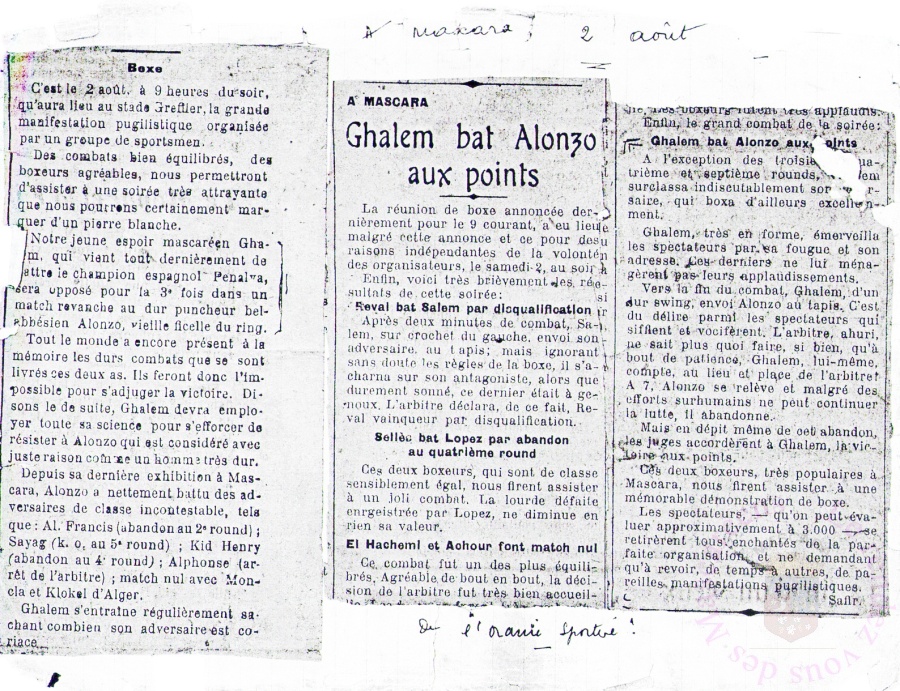 A Maxara, 2 août
Boxe
C'est le 2 août. à 9 heures du soir,
qu'aura lieu au stade Greffier, la grande
manifestation pugilistique organisée
par un groupe de sportsmen.
Des combats bien équilibrés, des
boxeurs agréables, nous permettront
d'assister à une soirée très attrayante
que nous pourrons certainement mar-
quer d'un pierre blanche.
Notre jeune espoir mascaréen Gha-
m, qui vient tout dernièrement de
ettre le champion espagnol Penalva,
sera opposé pour la 3e fois dans un
match revanche au dur puncheur bel-
abbésien Alonzo, vieille ficelle du ring.
Tout le monde a encore présent à la
mémoire les durs combats que se sont
livrés ces deux as. Ils feront donc l'im-
possible pour s'adjuger la victoire. Di-
sons le de suite, Ghalem devra emplo-
yer toute sa science pour s'efforcer de
résister à Alonzo qui est considéré avec
juste raison comme un homme très dur.
Depuis sa dernière exhibition à Mas-
cara, Alonzo a nettement battu des ad-
versaires de classe incontestable, tels
que : Al. Francis (abandon au 2e round) ;
Sayag (k. o. au 5e round) ; Kid Henry
(abandon au 4e round) ; Alphonse (ar-
rêt de l'arbitre) ; match nul avec Mon-
cla et Klokel d'Alger.
Ghalem s'entraîne régulièrement sa-
chant combien son adversaire est co-
riace
A MASCARA
Ghalem bat Alonzo
aux points
La réunion de boxe annoncée der-
nièrement pour le 9 courant, a eu lieu
malgré cette annonce et ce pour des
raisons indépendantes de la volonté
des organisateurs, le samedi 2, au soir
Enfin, voici très brièvement les ré-
sultats de cette soirée:
Reval bat Salem par disqualification
Après deux minutes de combat, Sa-
lem, sur crochet du gauche, envoi son
adversaire au tapis; mais ignorant
sans doute les règles de la boxe, il s'a-
charna sur son antagoniste, alors que
durement sonné, ce dernier était à ge-
noux. L'arbitre déclara, de ce fait, Re-
val vainqueur par disqualification.
Sellès bat Lopez par abandon
au quatrième round
Ces deux boxeurs, qui sont de classe
sensiblement égal, nous firent assister
à un joli combat. La lourde défaite
enrgeistrée par Lopez, ne diminue en
rien sa valeur.
El Hachemi et Achour font match nul
Ce combat fut un des plus équili-
brés, Agréable de bout en bout, la déci-
sion de l'arbitre fut très bien accueil-
Les boxeurs furent très applaudis.
Enfin, le grand combat de la soirée:
Ghalem bat Alonzo aux points
A l'exception des troisiè ua-
trième et septième rounds, lem
surclassa indiscutablement son r-
saire, qui boxa d'ailleurs excellem-
ment.
Ghalem, très en forme, émerveilla
les spectateurs par sa fougue et son
adresse. Ces derniers ne lui ména-
gèrent pas leurs applaudissements.
Vers la fin du combat, Ghalem, d'un
dur swing, envoi Alonzo au tapis. C'est
du délire parmi les spectateurs qui
sifflent et vocifèrent. L'arbitre, ahuri,
ne sait plus quoi faire, si bien, qu'à
bout de patience, Ghalem, lui-même,
compte, au lieu et place de l'arbitre!
A 7, Alonzo se relève et malgré des
efforts surhumains ne peut continuer
la lutte, il abandonne.
Mais en dépit même de cet abandon,
les juges accordèrent à Ghalem, la vic-
toire aux points.
Ces deux boxeurs, très populaires à
Mascara, nous firent assister à une
mémorable démonstration de boxe.
Les spectateurs, — qu'on peut éva-
luer approximativement à 3.000 — se
retirèrent tous enchantés de la par-
faite organisation et ne demandant
qu'à revoir, de temps à autres, de pa-
reilles manifestations pugilistiques.
Safir.
De l'Oranie Sportive!
ez vous des M